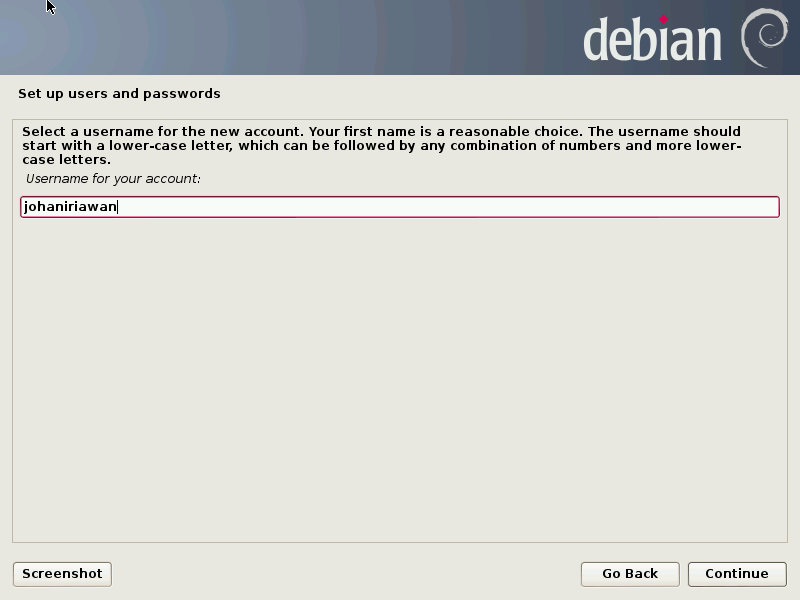 debian
Set up users and passwords
Select a username for the new account. Your first name is a reasonable choice. The username should
start with a lower-case letter, which can be followed by any combination of numbers and more lower-
case letters.
Username for your account:
johaniriawan
Screenshot
Go Back
Continue